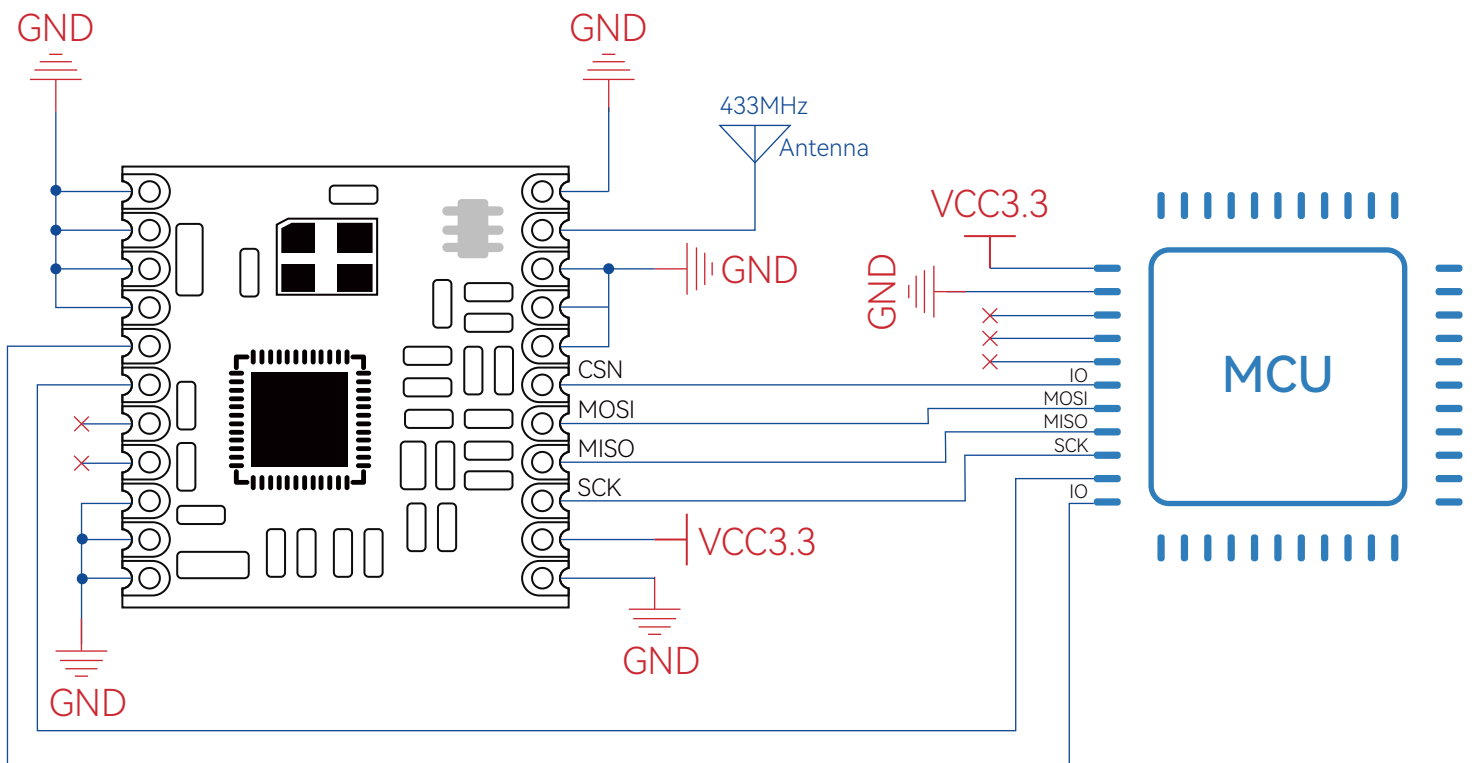 GND
GND
433MHz
Antenna
VCC3.3
GND
GND
CSN
IO
MOSI
MOSI
MISO
MISO
SCK
SCK
IO
MCU
VCC3.3
GND
GND